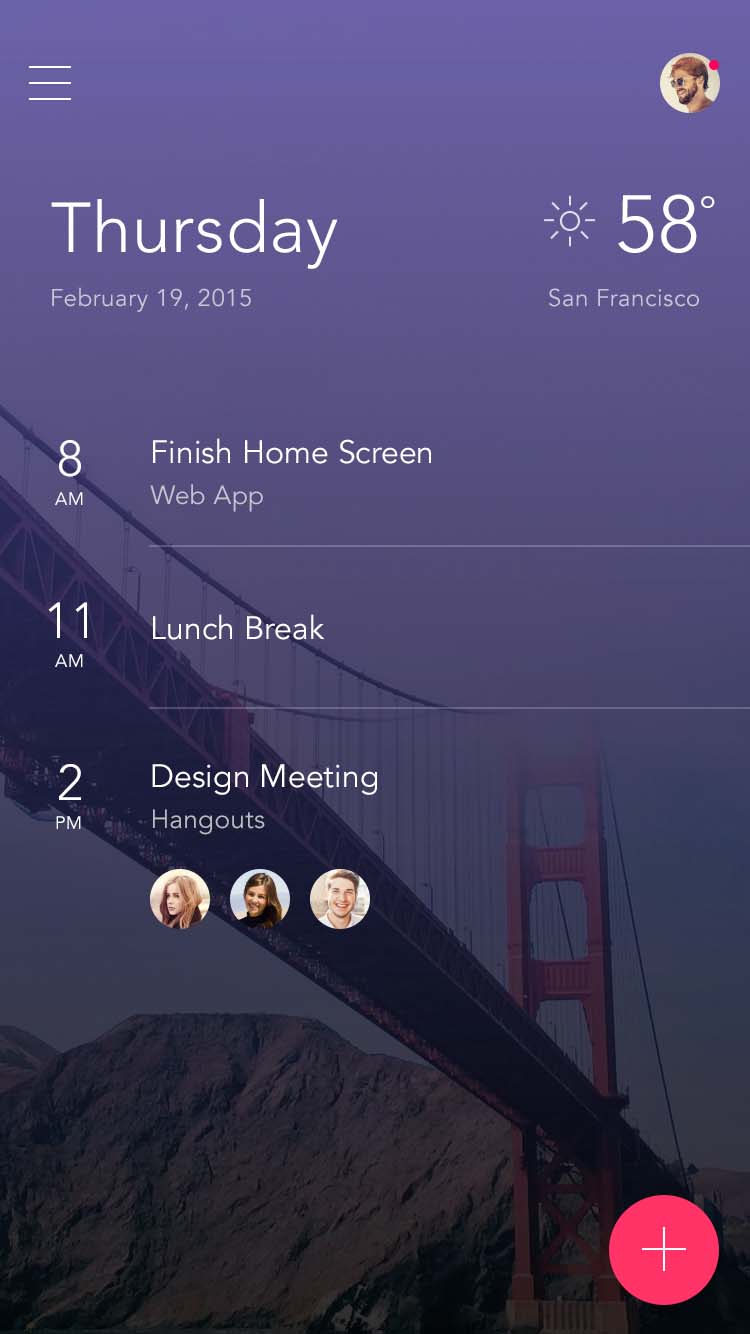 Thursday
58°
February 19, 2015
San Francisco
8
AM
Finish Home Screen
Web App
11
AM
Lunch Break
2
PM
Design Meeting
Hangouts